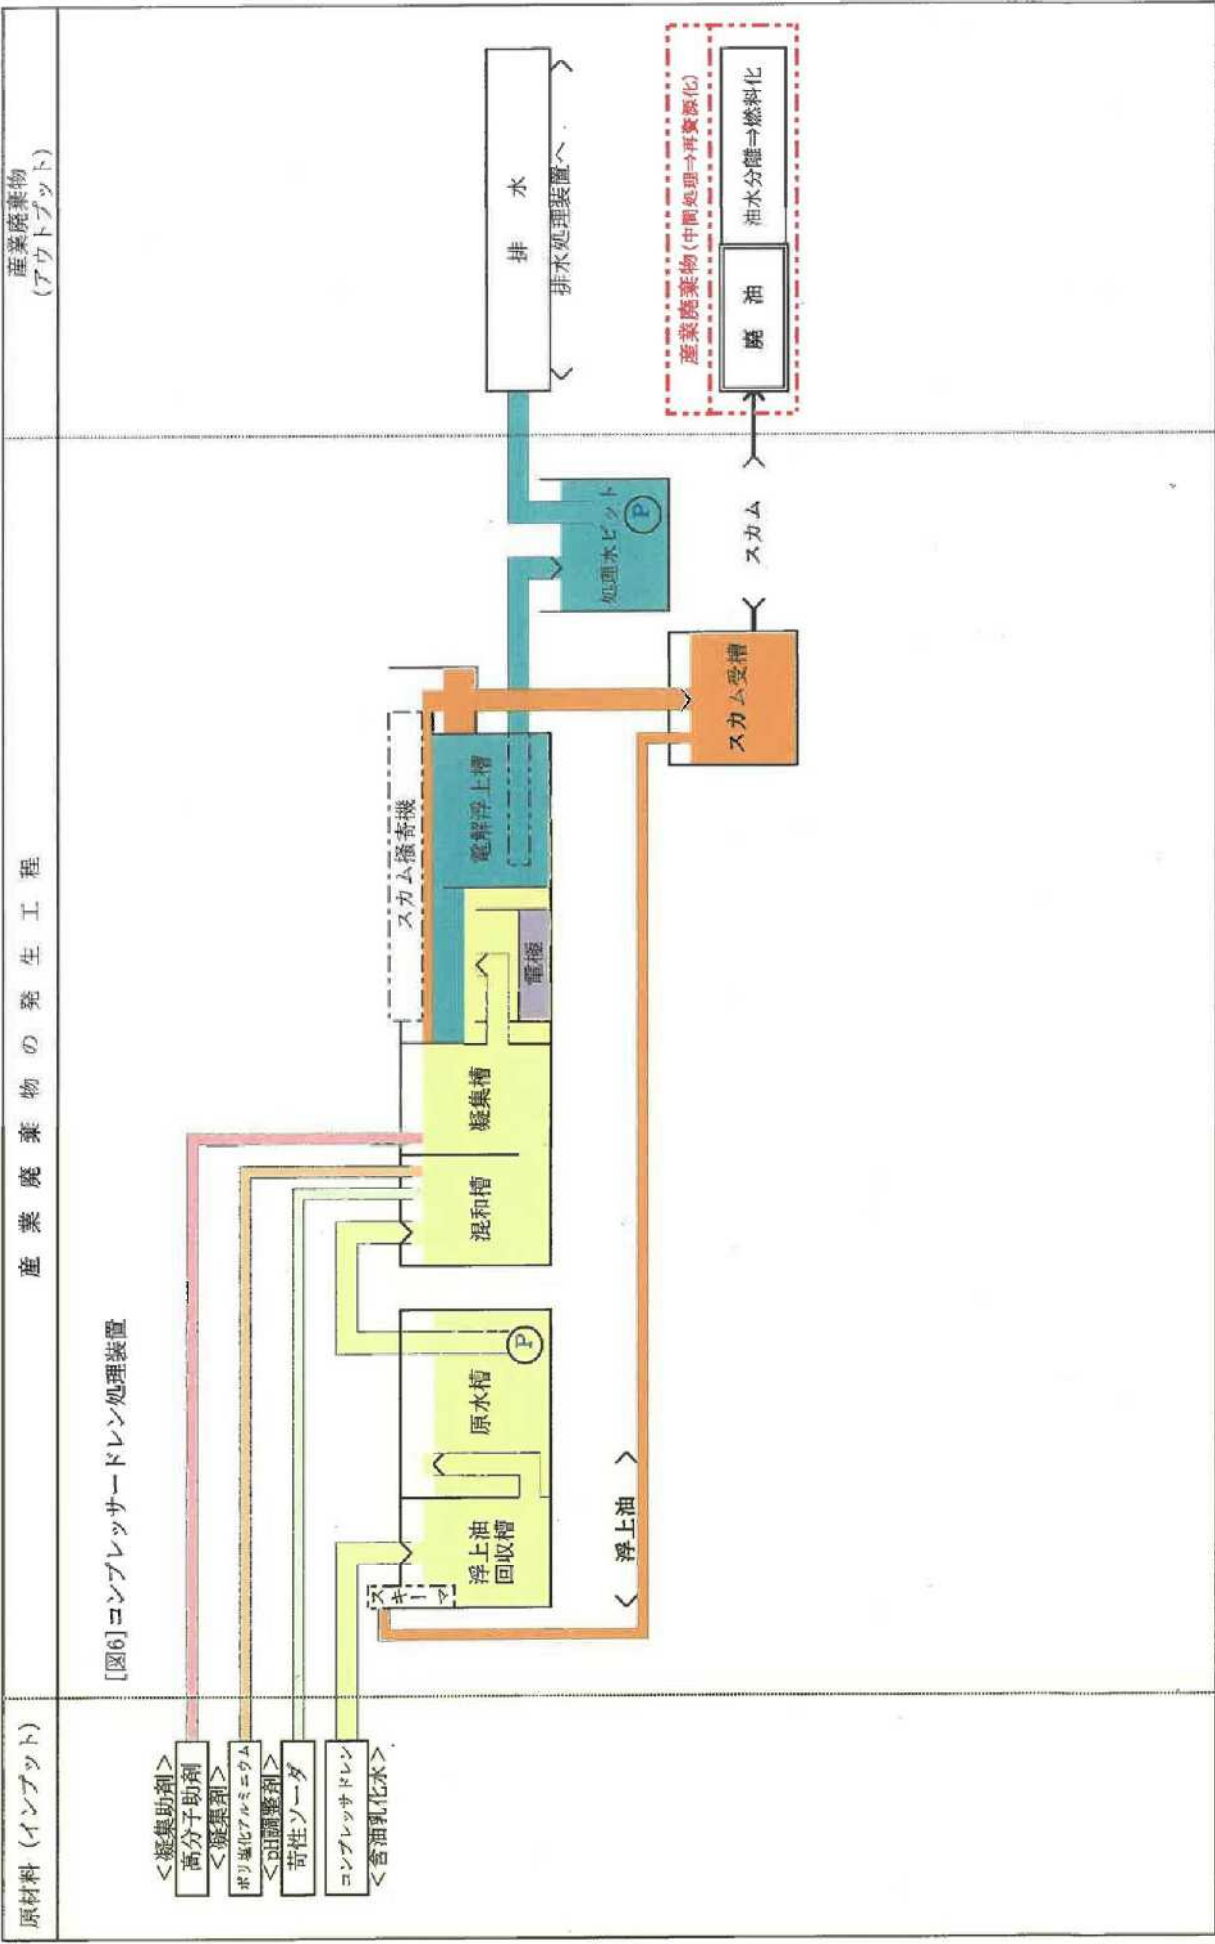 原材料 (インプット)
産業廃棄物の発生工程
産業廃棄物
(アウトプット)
[図6]コンプレッサードレン処理装置
<凝集助剤>
高分子助剤
<凝集剤>
ポリ塩化アルミニウム
<pH調整剤>
苛性ソーダ
コンプレッサドレン
<含油乳化水>
スキーマ
浮上油
回収槽
原水槽
P
混和槽
凝集槽
電極
スカム掻寄機
電解浮上槽
処理水ピット
P
排水
<排水処理装置へ>
<浮上油>
スカム受槽
スカム
産業廃棄物(中間処理⇒再資源化)
廃油
油水分離⇒燃料化